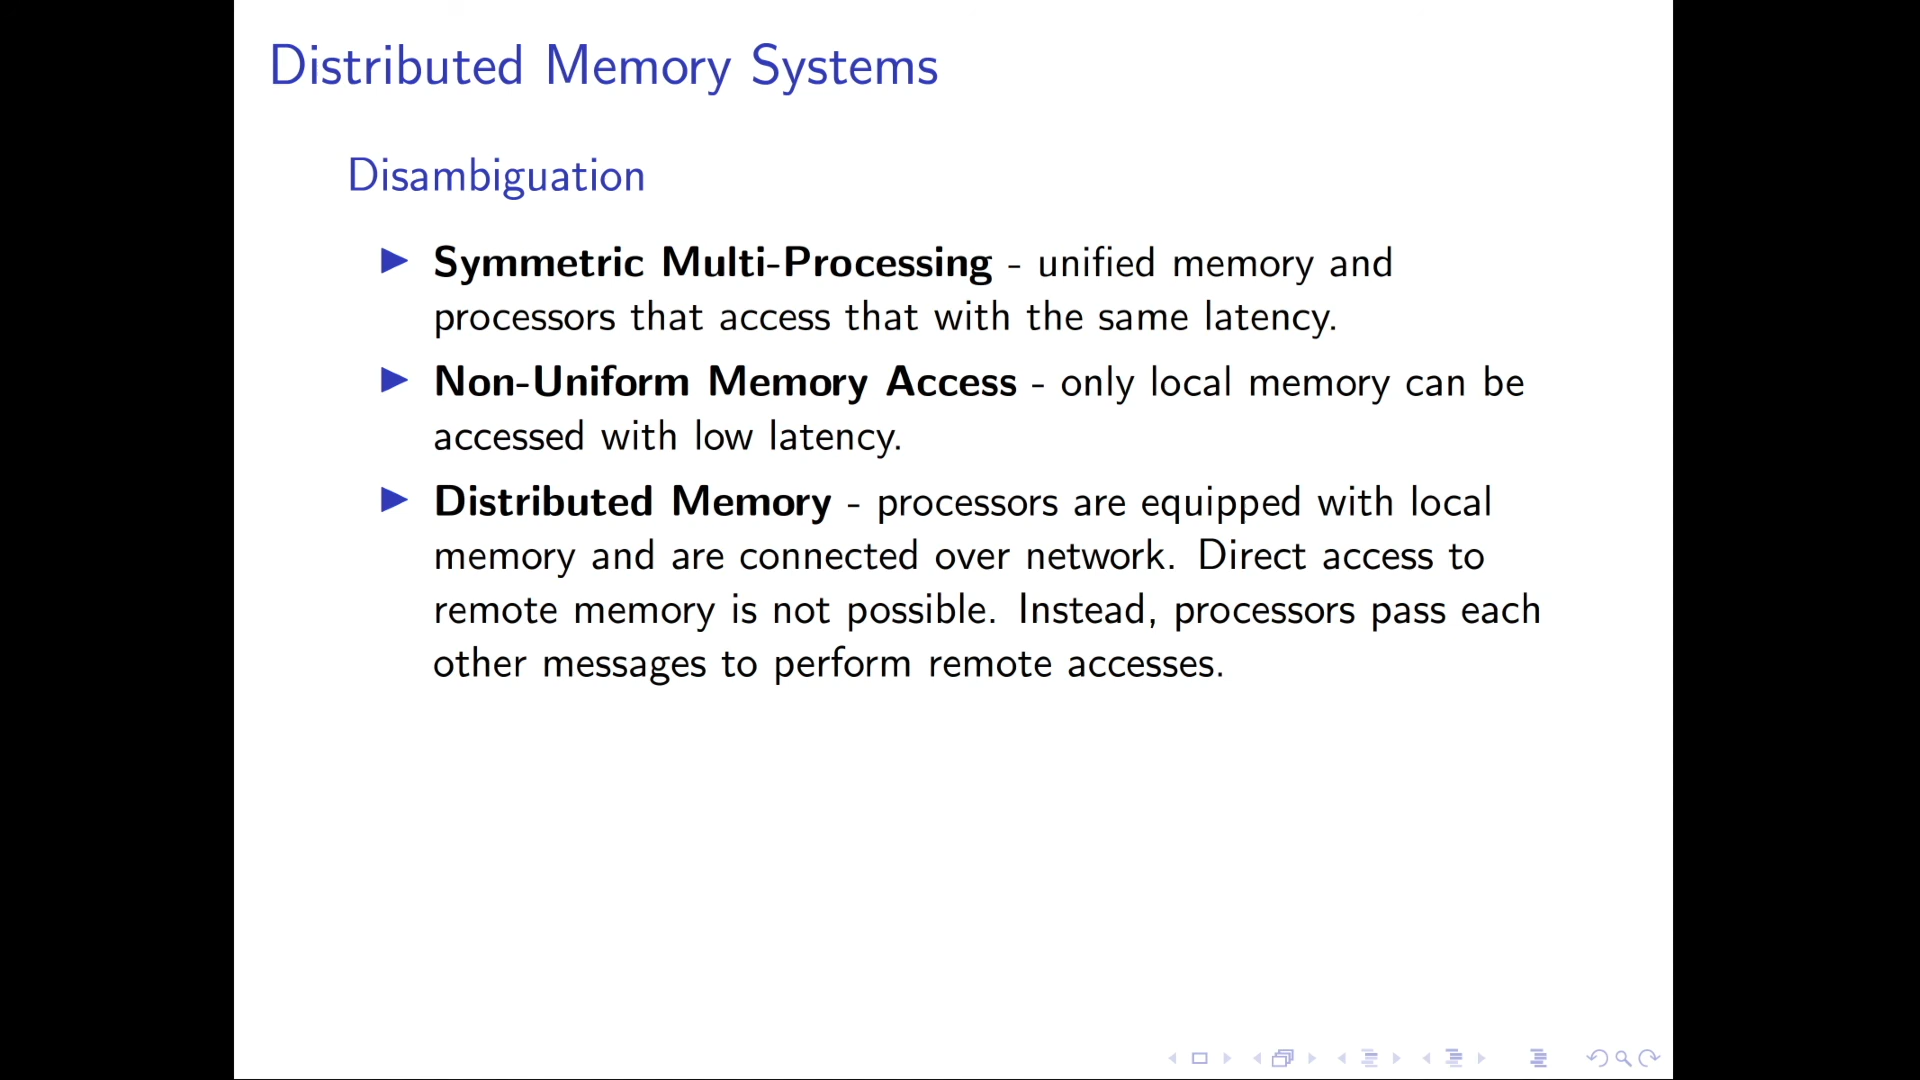 Distributed Memory Systems
Disambiguation
Symmetric Multi-Processing - unified memory and
processors that access that with the same latency.
Non-Uniform Memory Access - only local memory can be
accessed with low latency.
Distributed Memory - processors are equipped with local
memory and are connected over network. Direct access to
remote memory is not possible. Instead, processors pass each
other messages to perform remote accesses.